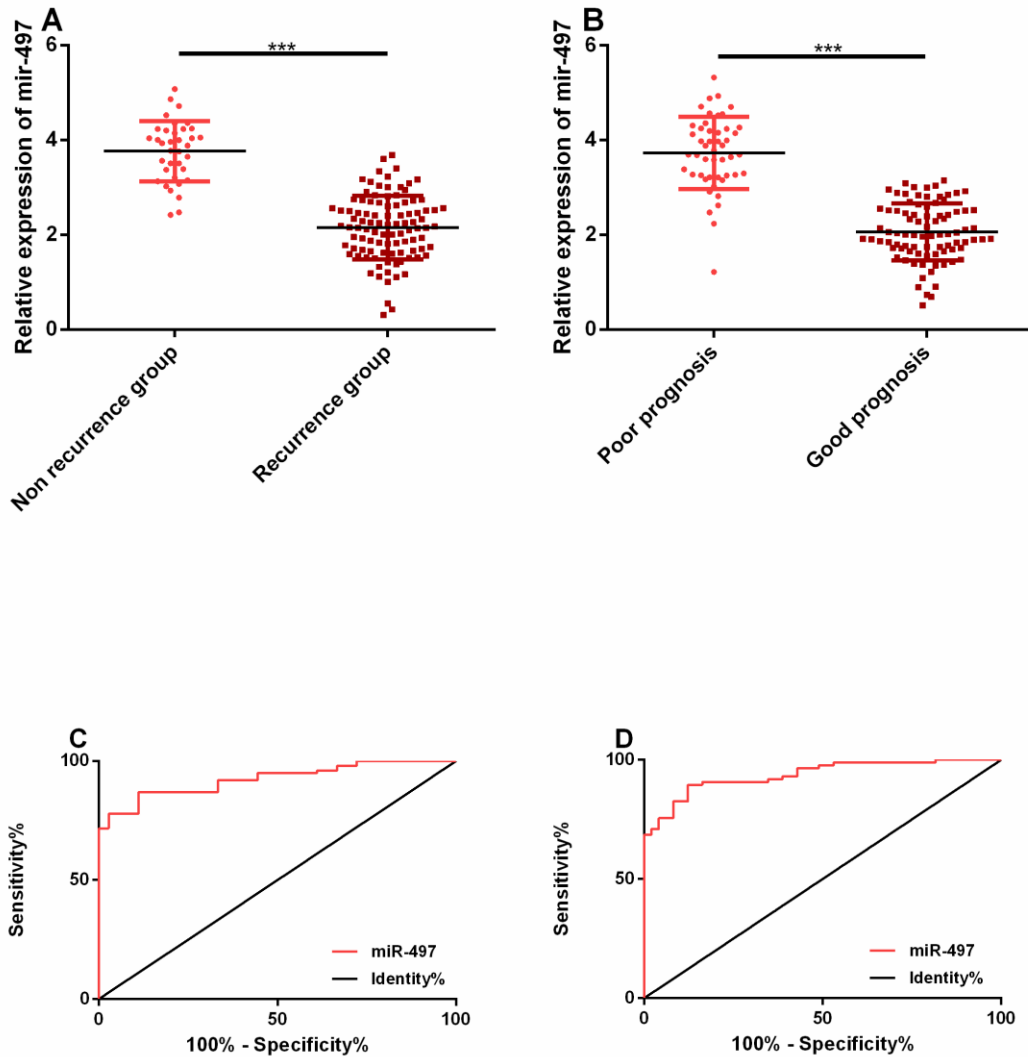 A
Relative expression of mir-497
6
4
2
0
***
Non recurrence group
Recurrence group
B
Relative expression of mir-497
6
4
2
0
***
Poor prognosis
Good prognosis
C
Sensitivity%
100
50
0
miR-497
Identity%
0
50
100
100% - Specificity%
D
Sensitivity%
100
50
0
miR-497
Identity%
0
50
100
100% - Specificity%